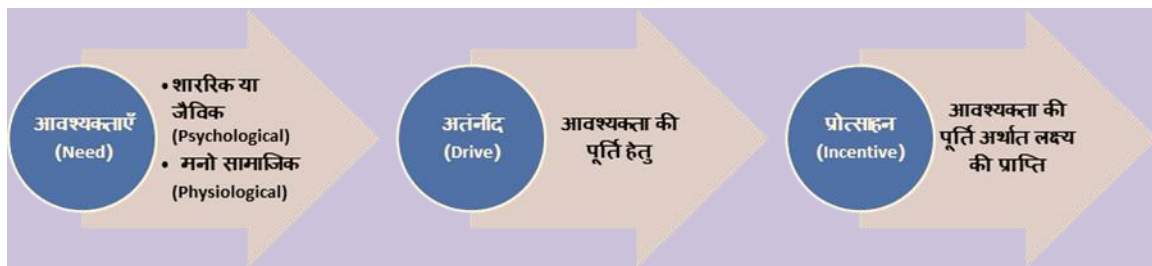 आवश्यक्ताएँ
(Need)
• शाररिक या
जैविक
(Psychological)
• मनो सामाजिक
(Physiological)
अतंर्नोद
(Drive)
आवश्यक्ता की
पूर्ति हेतु
प्रोत्साहन
(Incentive)
आवश्यक्ता की
पूर्ति अर्थात लक्ष्य
की प्राप्ति